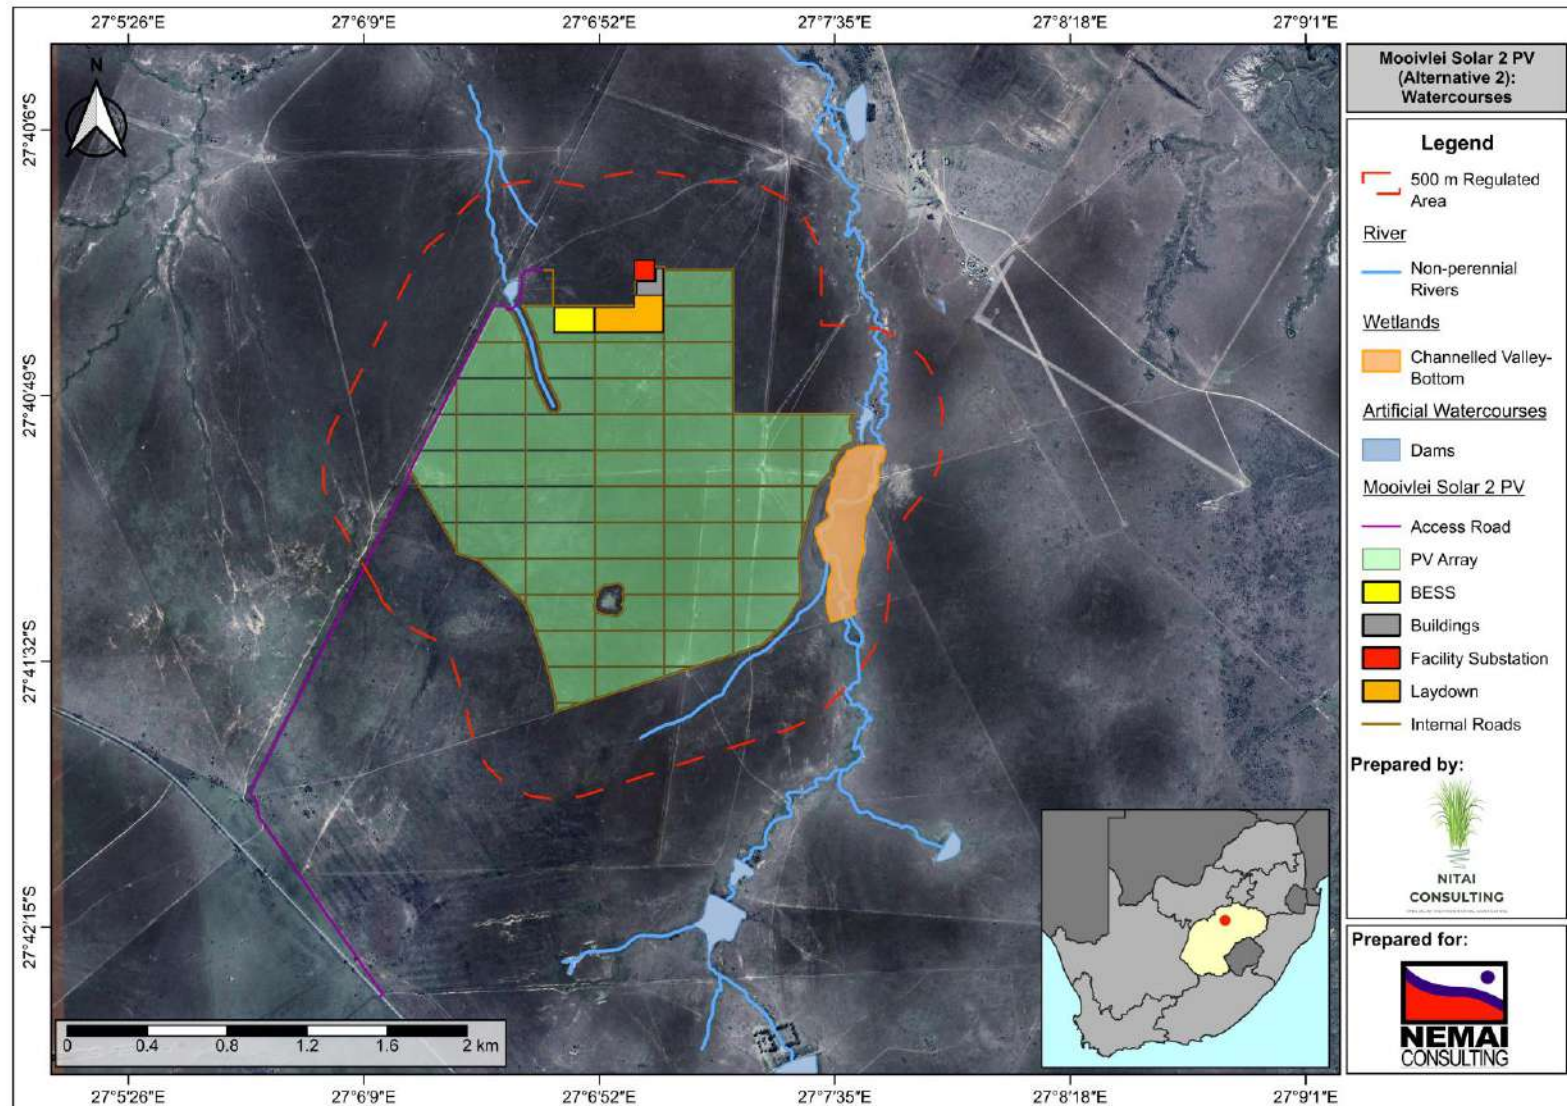 27°5'26"E 27°6'9"E 27°6'52"E 27°7'35"E 27°8'18"E 27°9'1"E
N
27°40'6"S
27°40'49"S
27°41'32"S
27°42'15"S
0 0.4 0.8 1.2 1.6 2 km
27°5'26"E 27°6'9"E 27°6'52"E 27°7'35"E 27°8'18"E 27°9'1"E
Mooivlei Solar 2 PV
(Alternative 2):
Watercourses
Legend
500 m Regulated
Area
River
Non-perennial
Rivers
Wetlands
Channelled Valley-
Bottom
Artificial Watercourses
Dams
Mooivlei Solar 2 PV
Access Road
PV Array
BESS
Buildings
Facility Substation
Laydown
Internal Roads
Prepared by:
NITAI
CONSULTING
Prepared for:
NEMAI
CONSULTING